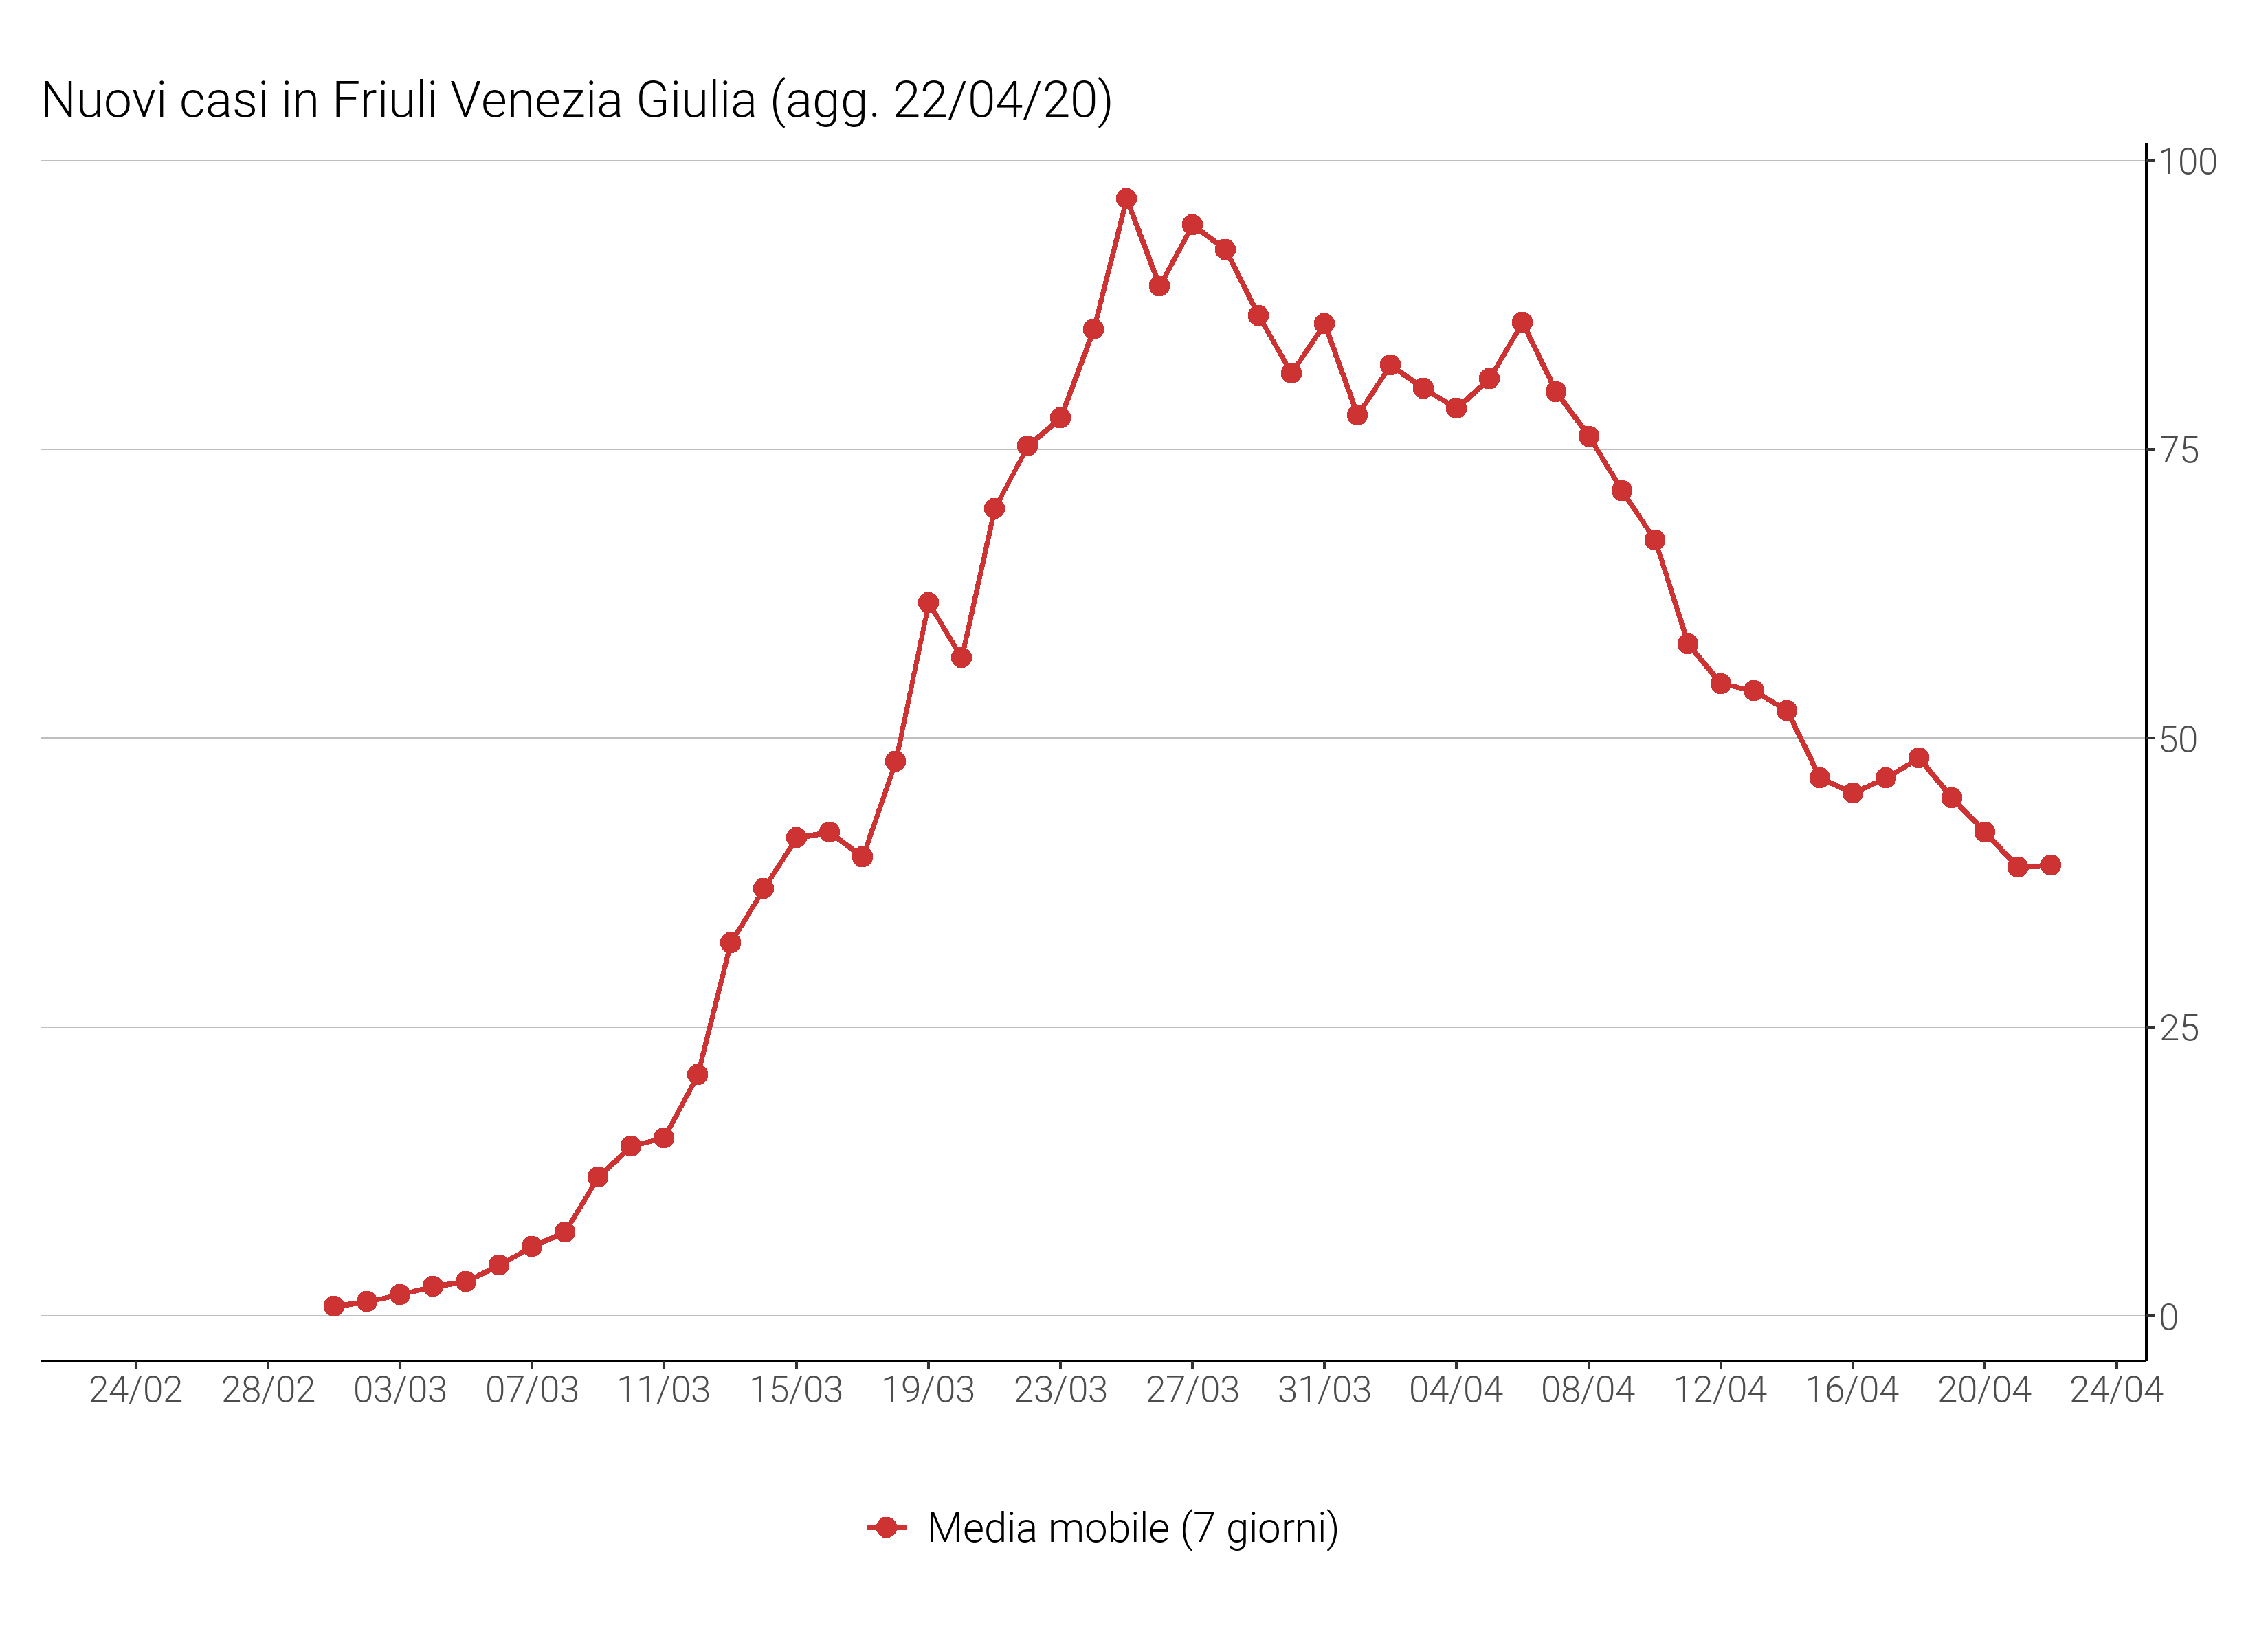 Nuovi casi in Friuli Venezia Giulia (agg. 22/04/20)
100
75
50
25
0
24/02 28/02 03/03 07/03 11/03 15/03 19/03 23/03 27/03 31/03 04/04 08/04 12/04 16/04 20/04 24/04
Media mobile (7 giorni)